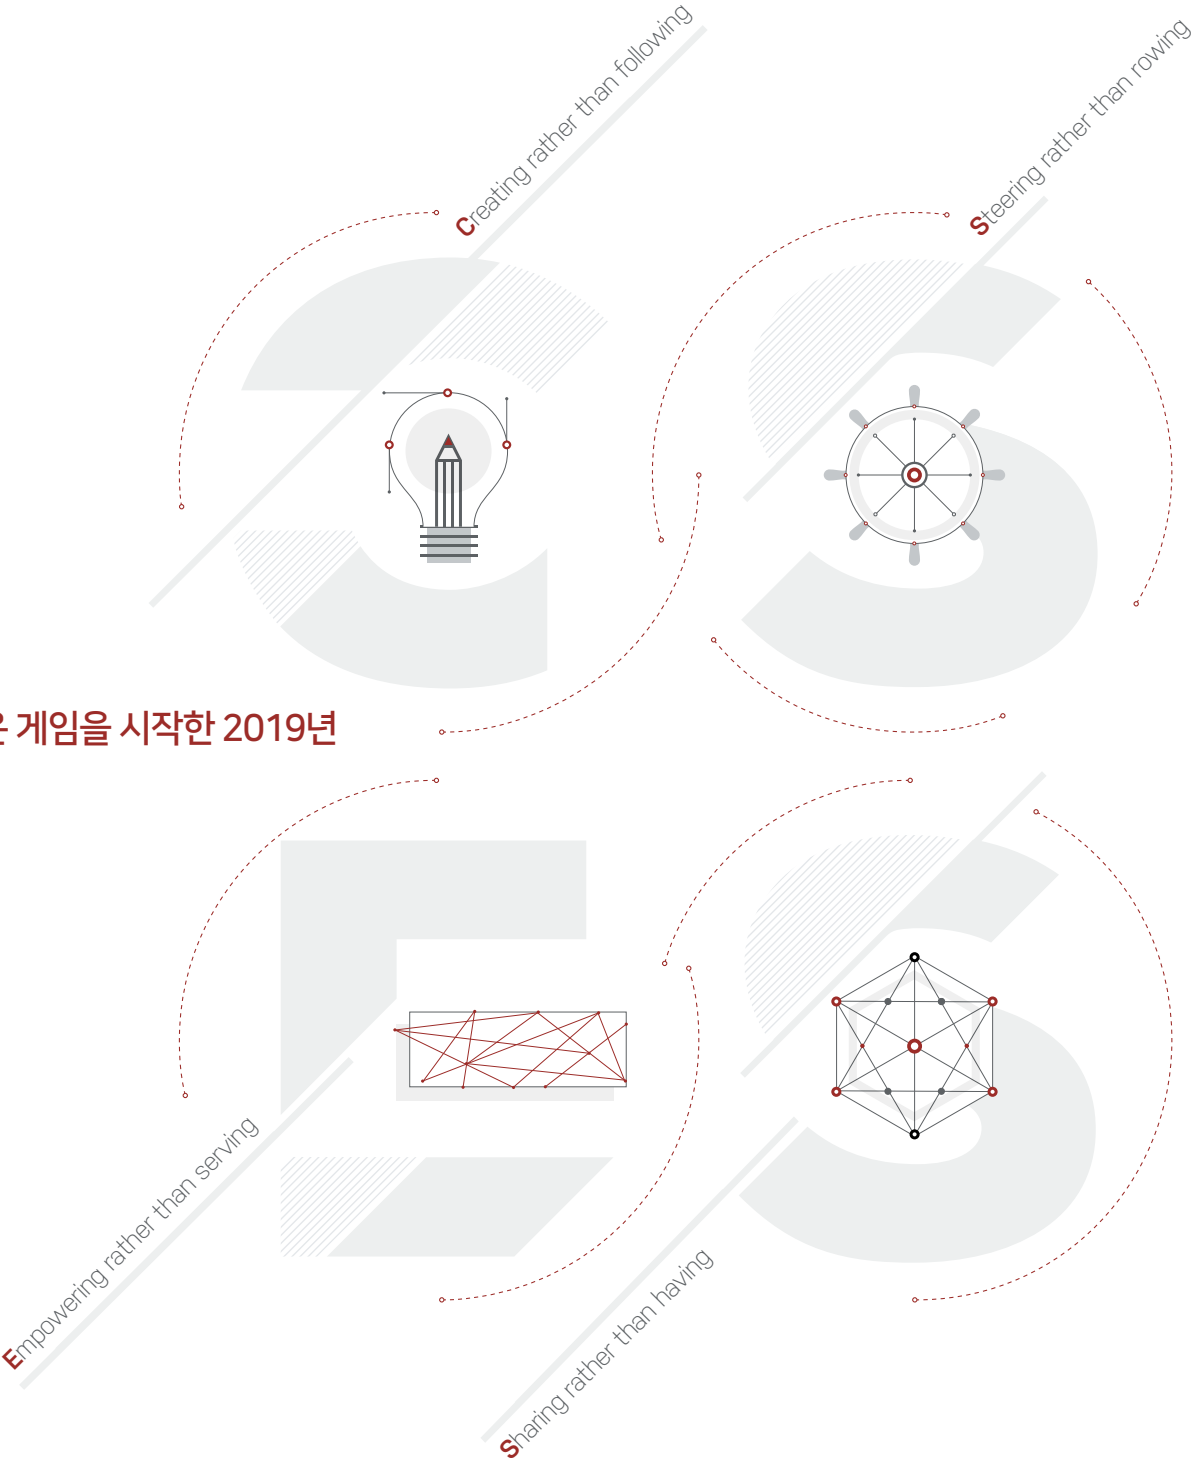 Creating rather than following
Steering rather than rowing
게임을 시작한 2019년
Empowering rather than serving
Sharing rather than having